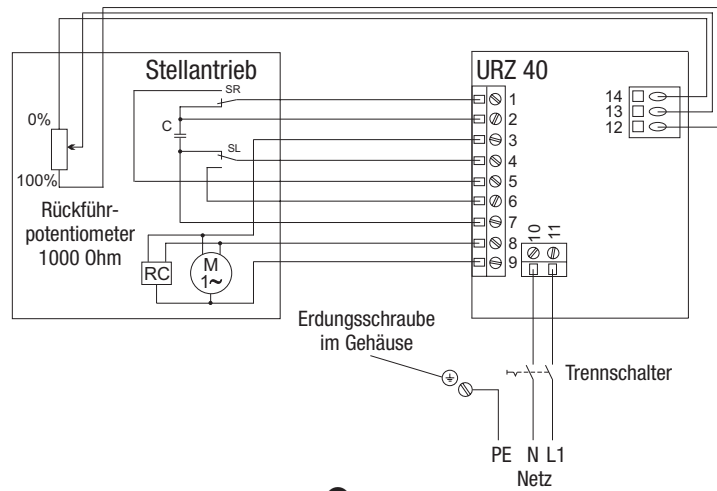 Stellantrieb
URZ 40
SR
C
SL
0%
100%
Rückführ-
potentiometer
1000 Ohm
RC
M
1~
1
2
3
4
5
6
7
8
9
14
13
12
10
11
Erdungsschraube
im Gehäuse
Trennschalter
PE N L1
Netz